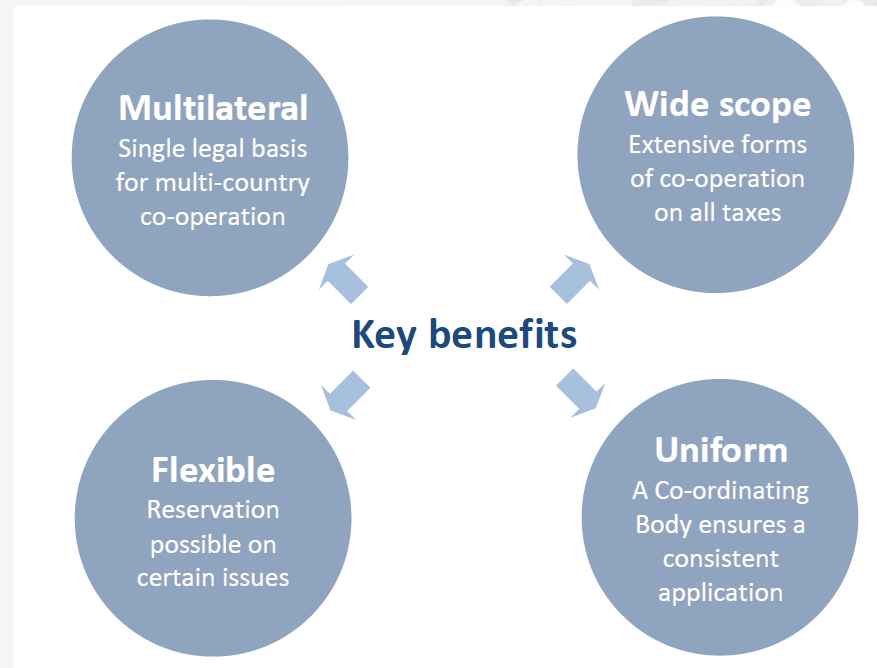 Multilateral
Single legal basis
for multi-country
co-operation
Wide scope
Extensive forms
of co-operation
on all taxes
Key benefits
Flexible
Reservation
possible on
certain issues
Uniform
A Co-ordinating
Body ensures a
consistent
application